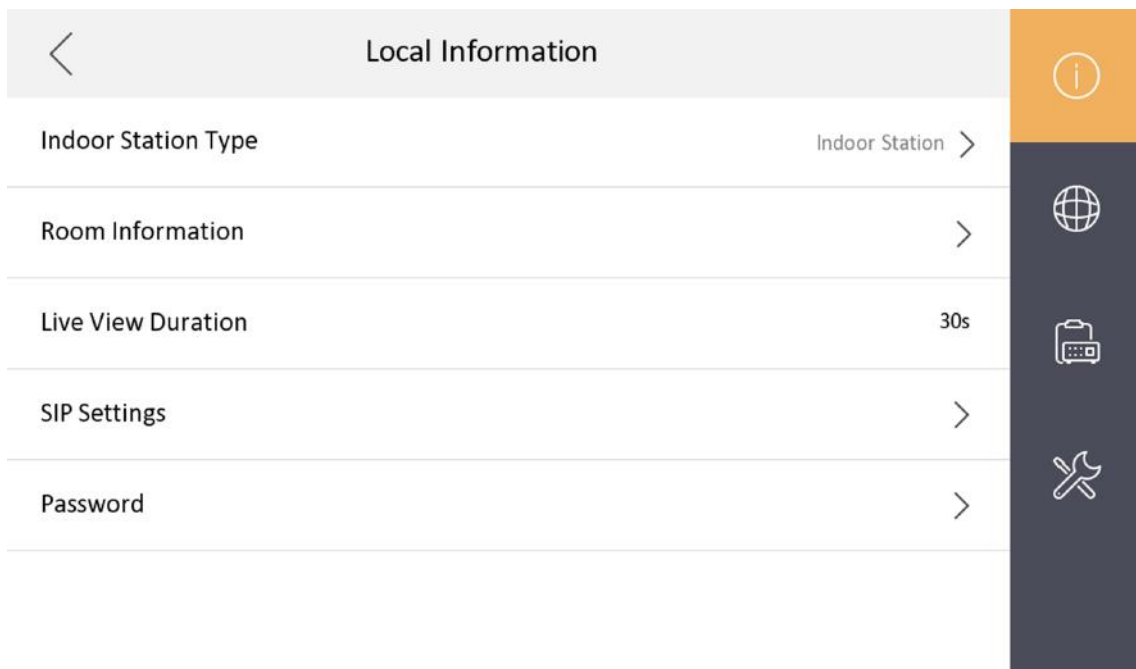 Local Information
Indoor Station Type Indoor Station
Room Information
Live View Duration 30s
SIP Settings
Password